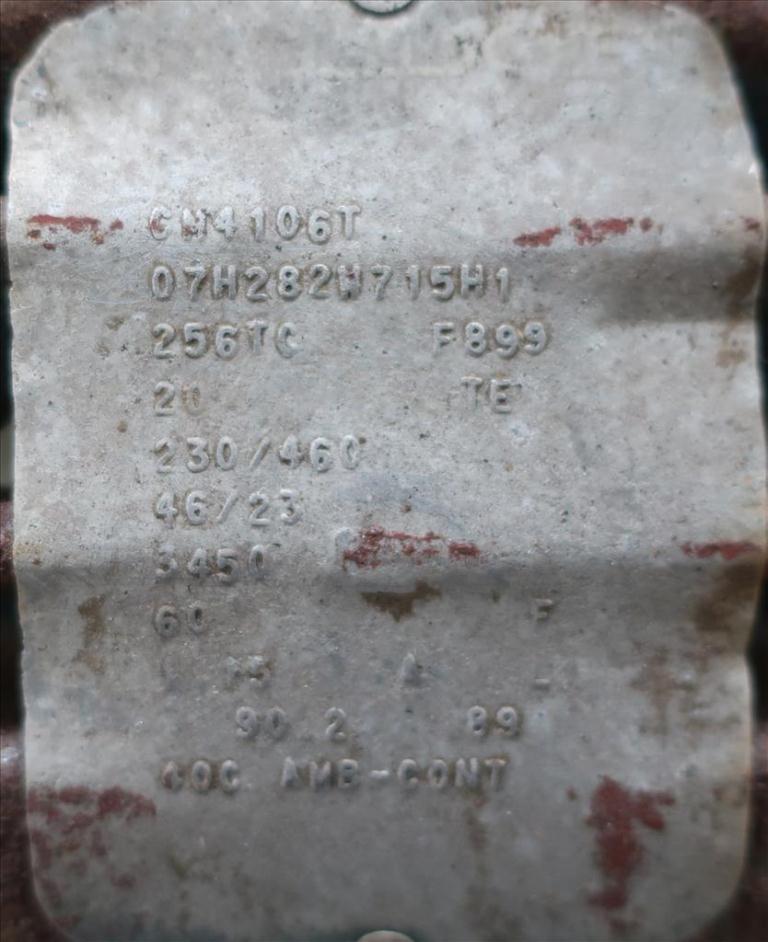 CM4106T
07H282W715H1
256TC F899
20 TE
230/460
46/23
3450
60 F
90.2 89
40C AMB-CONT